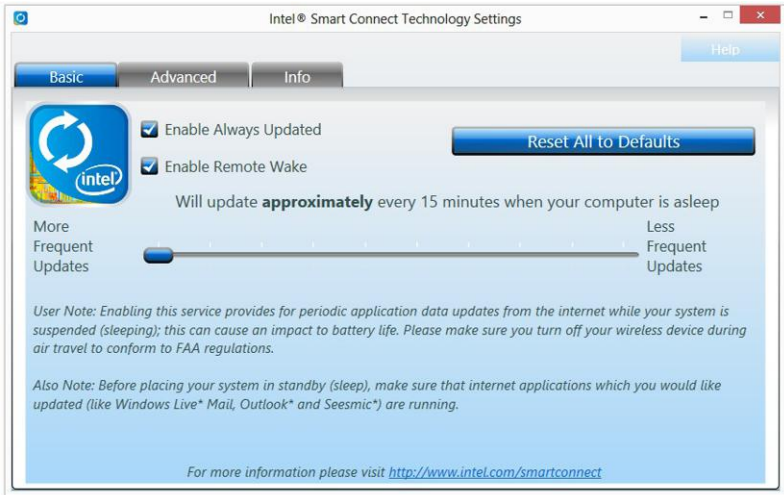 Intel® Smart Connect Technology Settings
Help
Basic
Advanced
Info
Enable Always Updated
Reset All to Defaults
Enable Remote Wake
(intel)
Will update approximately every 15 minutes when your computer is asleep
More
Frequent
Updates
Less
Frequent
Updates
User Note: Enabling this service provides for periodic application data updates from the internet while your system is
suspended (sleeping); this can cause an impact to battery life. Please make sure you turn off your wireless device during
air travel to conform to FAA regulations.
Also Note: Before placing your system in standby (sleep), make sure that internet applications which you would like
updated (like Windows Live* Mail, Outlook* and Seesmic*) are running.
For more information please visit http://www.intel.com/smartconnect